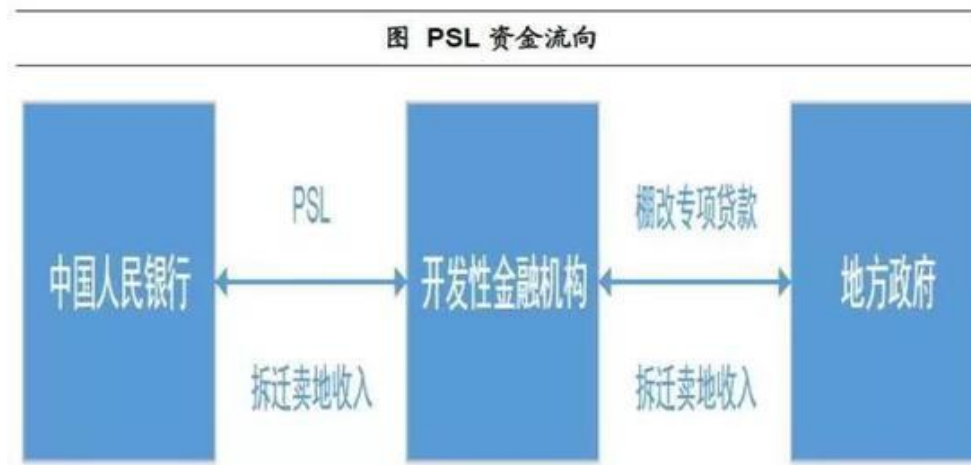 图 PSL 资金流向
PSL
棚改专项贷款
中国人民银行
开发性金融机构
地方政府
拆迁卖地收入
拆迁卖地收入